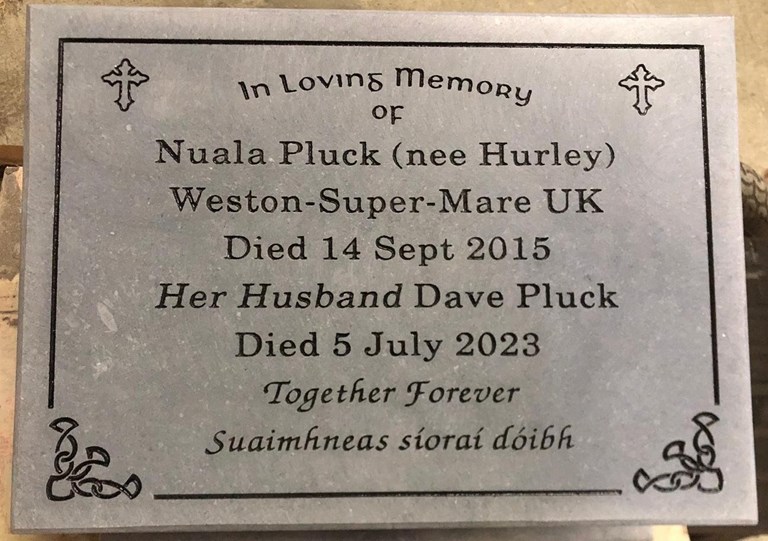 In Loving Memory
of
Nuala Pluck (nee Hurley)
Weston-Super-Mare UK
Died 14 Sept 2015
Her Husband Dave Pluck
Died 5 July 2023
Together Forever
Suaimhneas síoraí dóibh